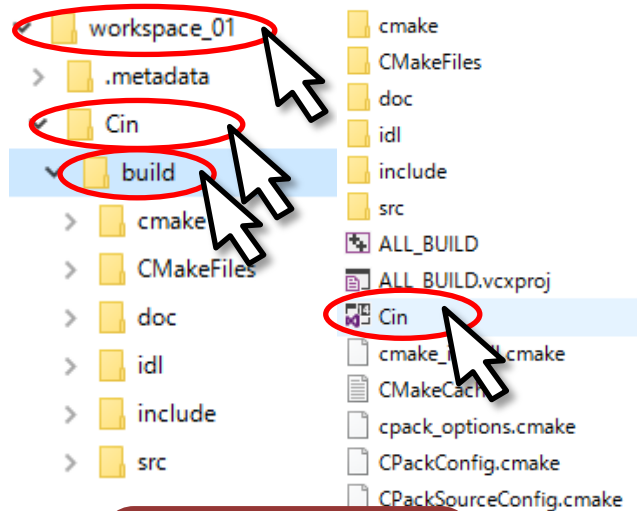 workspace_01
.metadata
Cin
build
cmake
CMakeFiles
doc
idl
include
src
cmake
CMakeFiles
doc
idl
include
src
ALL_BUILD
ALL_BUILD.vcxproj
Cin
cpack_options.cmake
CPackConfig.cmake
CPackSourceConfig.cmake